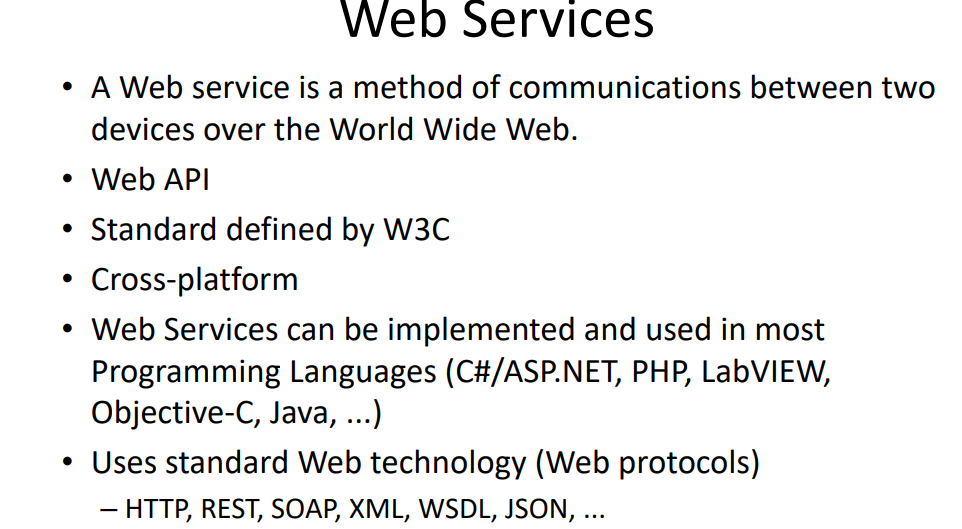 Web Services
• A Web service is a method of communications between two
devices over the World Wide Web.
• Web API
• Standard defined by W3C
• Cross-platform
• Web Services can be implemented and used in most
Programming Languages (C#/ASP.NET, PHP, LabVIEW,
Objective-C, Java, ...)
• Uses standard Web technology (Web protocols)
– HTTP, REST, SOAP, XML, WSDL, JSON, ...